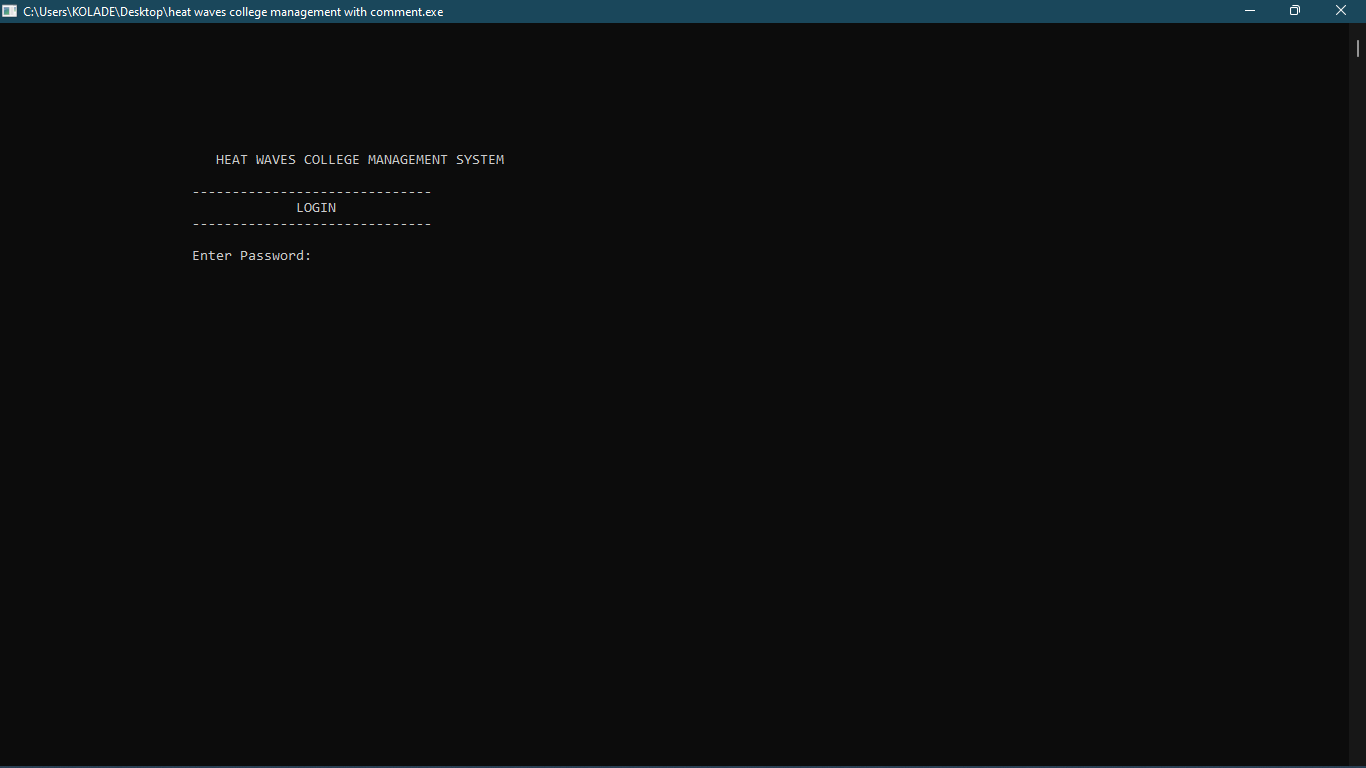 C:\Users\KOLADE\Desktop\heat waves college management with comment.exe
HEAT WAVES COLLEGE MANAGEMENT SYSTEM
------------------------------
LOGIN
------------------------------
Enter Password: